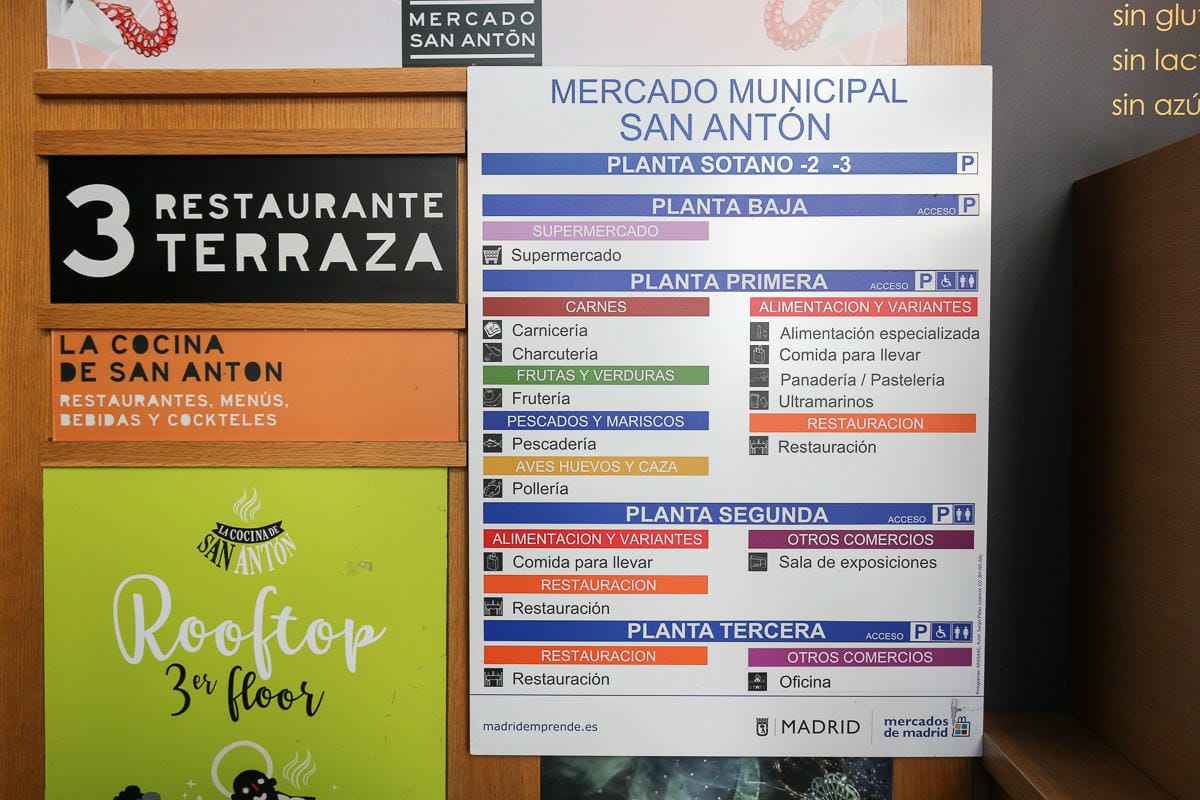 MERCADO
SAN ANTŌN
sin glu
sin lac
sin azú
3 RESTAURANTE
TERRAZA
LA COCINA
DE SAN ANTON
RESTAURANTES, MENÚS,
BEBIDAS Y COCKTELES
LA COCINA DE
SAN ANTÓN
Rooftop
3er floor
MERCADO MUNICIPAL
SAN ANTÓN
PLANTA SOTANO -2 -3 P
PLANTA BAJA ACCESO P
SUPERMERCADO
Supermercado
PLANTA PRIMERA ACCESO P
CARNES
Carnicería
Charcutería
FRUTAS Y VERDURAS
Frutería
PESCADOS Y MARISCOS
Pescadería
AVES HUEVOS Y CAZA
Pollería
ALIMENTACION Y VARIANTES
Alimentación especializada
Comida para llevar
Panadería / Pastelería
Ultramarinos
RESTAURACION
Restauración
PLANTA SEGUNDA ACCESO P
ALIMENTACION Y VARIANTES
Comida para llevar
RESTAURACION
Restauración
OTROS COMERCIOS
Sala de exposiciones
PLANTA TERCERA ACCESO P
RESTAURACION
Restauración
OTROS COMERCIOS
Oficina
madridemprende.es
MADRID
mercados
de madrid